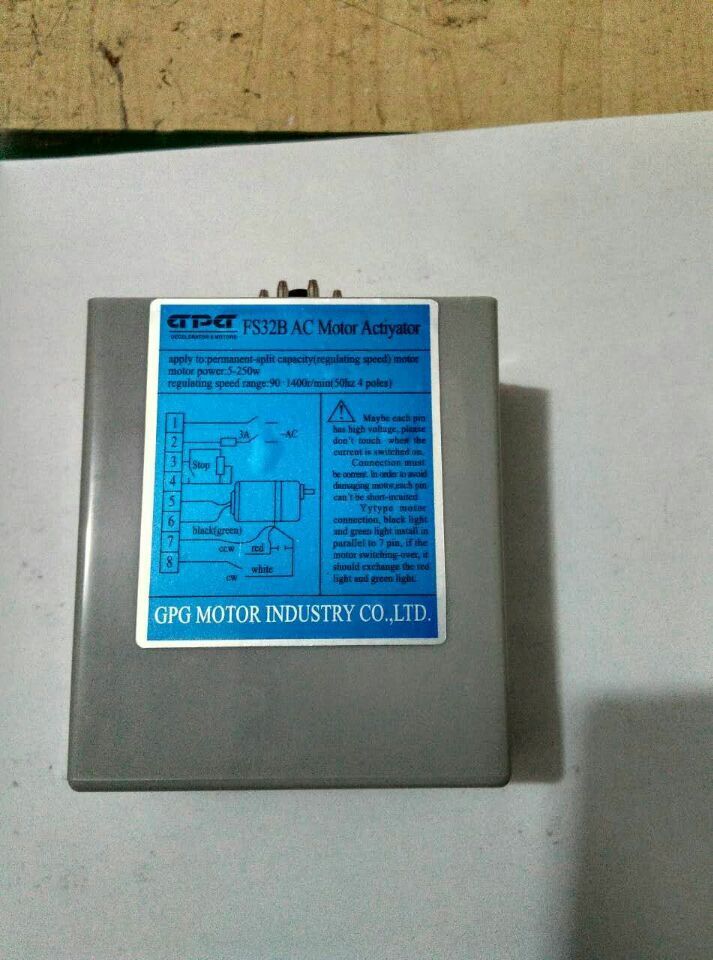 GPG
DECELERATOR & MOTORS
FS32B AC Motor Actiyator
apply to:permanent-split capacity(regulating speed) motor
motor power:5-250w
regulating speed range:90~1400r/min(50hz 4 poles)
1
2
3
4
5
6
7
8
3A
~AC
Stop
black(green)
ccw
red
white
cw
Maybe each pin
has high voltage, please
don't touch when the
current is switched on.
Connection must
be correct. In order to avoid
damaging motor,each pin
can't be short-ircuited.
Yytype motor
connection, black light
and green light install in
parallel to 7 pin, if the
motor switching-over, it
should exchange the red
light and green light.
GPG MOTOR INDUSTRY CO.,LTD.